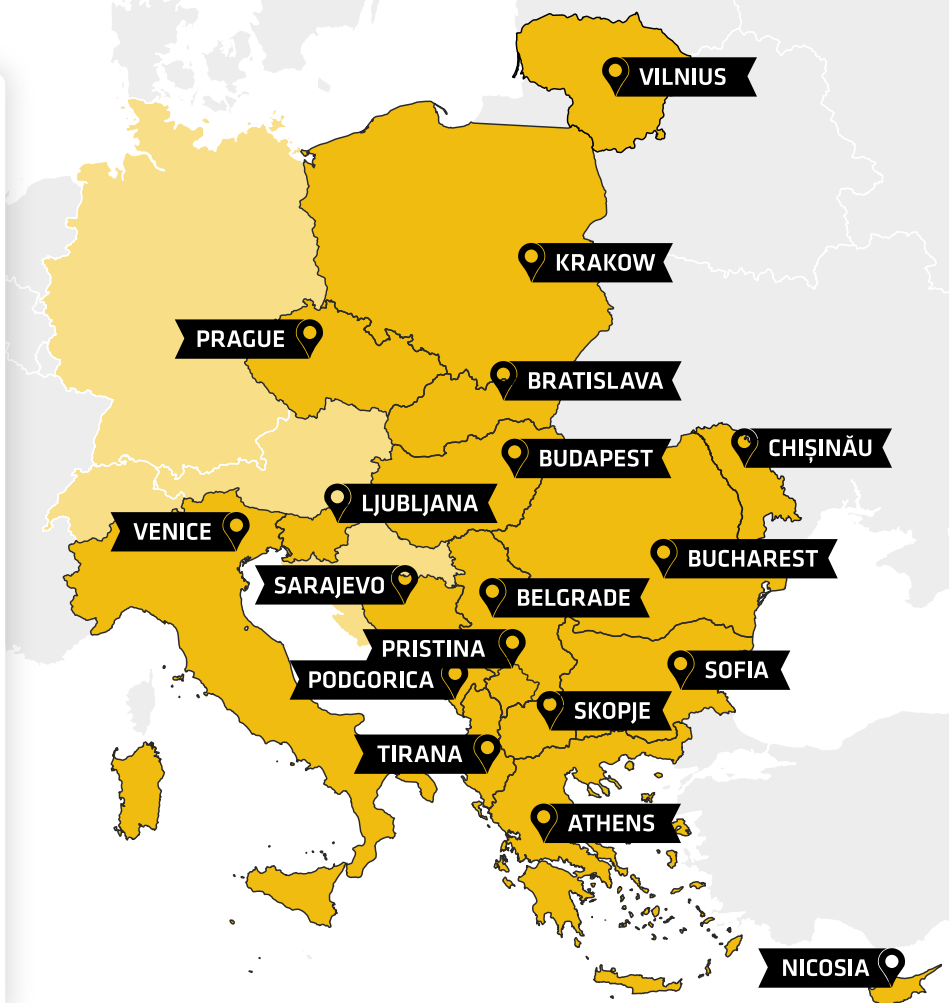 VILNIUS
KRAKOW
PRAGUE
BRATISLAVA
CHIȘINĂU
BUDAPEST
LJUBLJANA
VENICE
BUCHAREST
SARAJEVO
BELGRADE
PRISTINA
SOFIA
PODGORICA
SKOPJE
TIRANA
ATHENS
NICOSIA